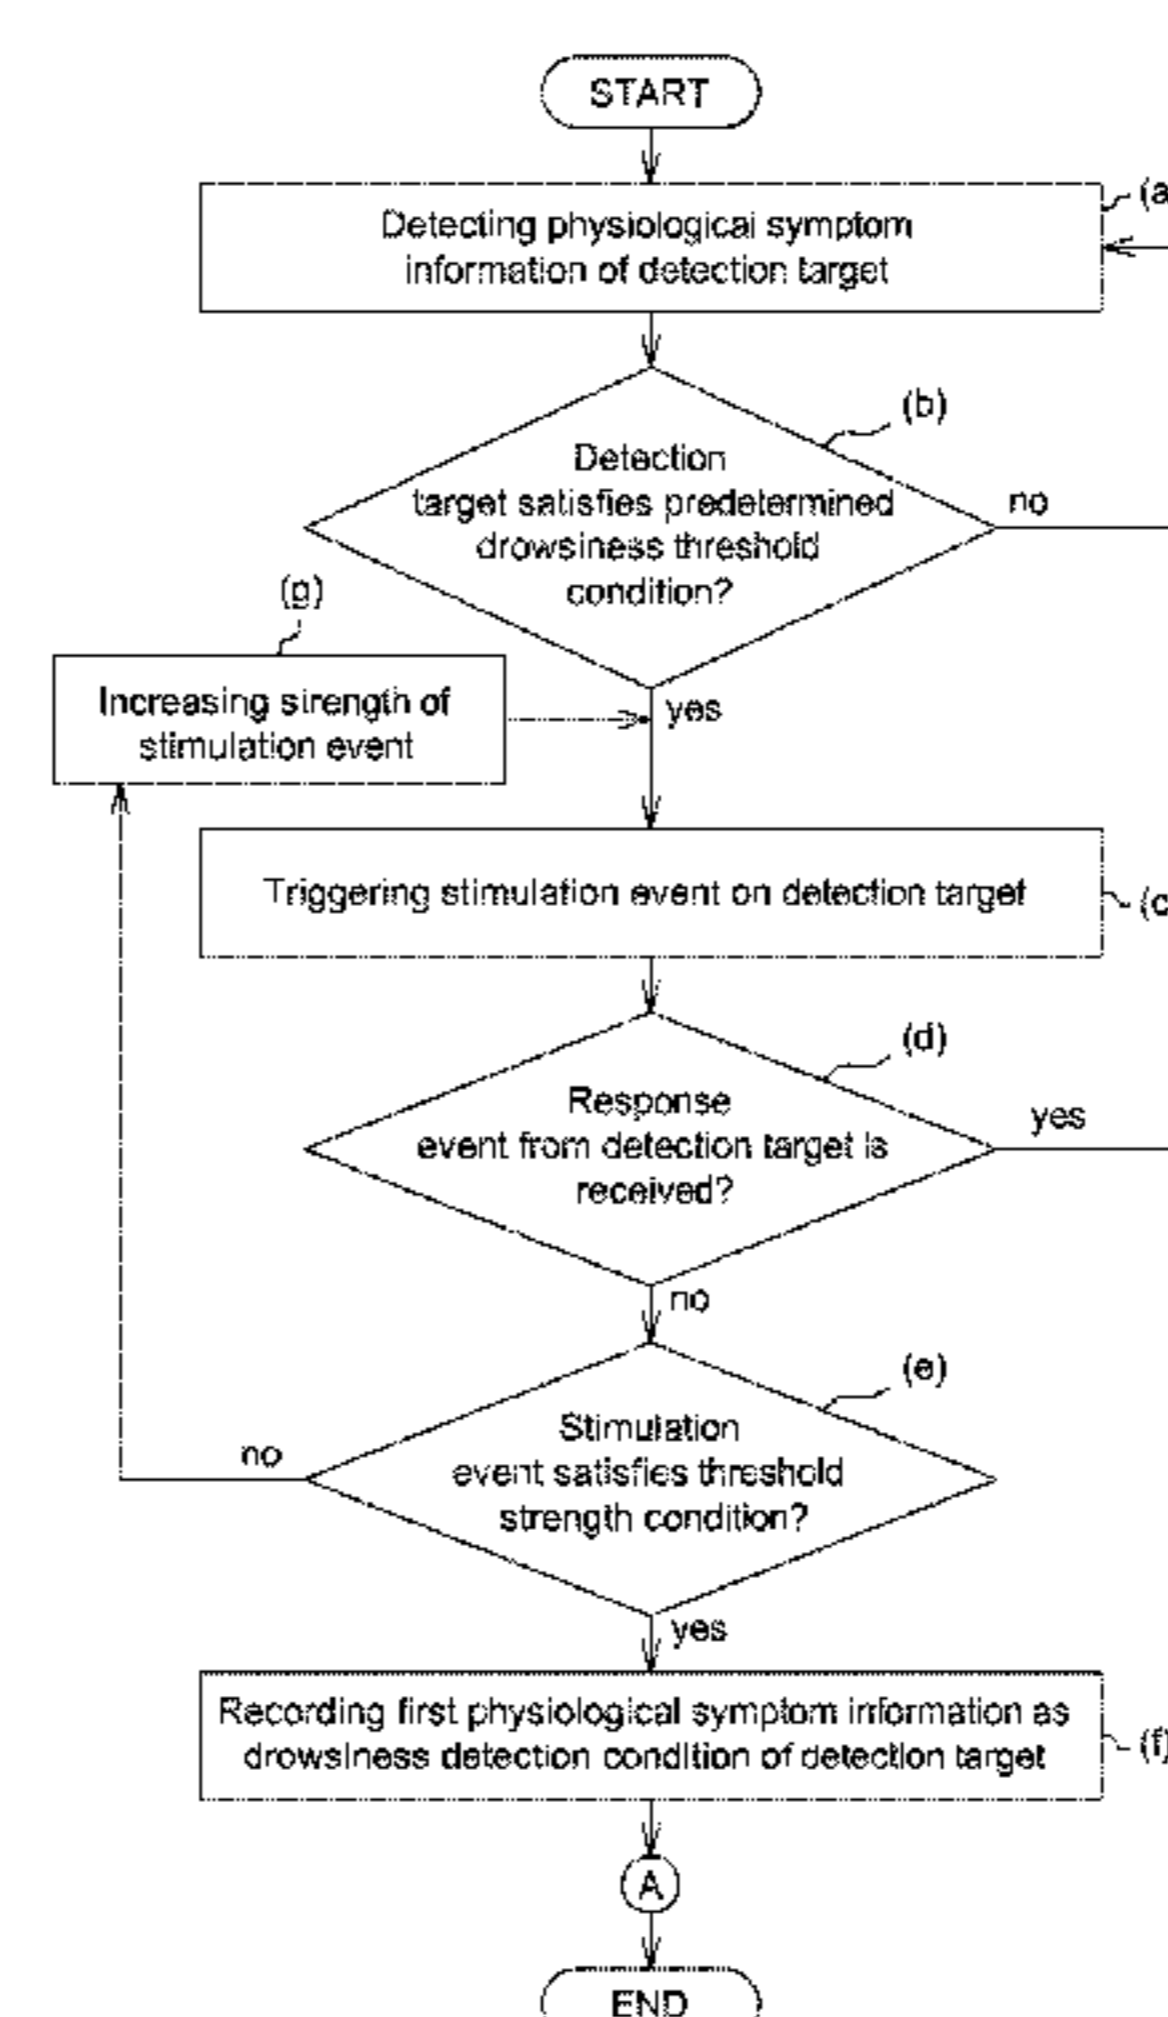 START
Detecting physiological symptom
information of detection target
(a
(b)
Detection
target satisfies predetermined
drowsiness threshold
condition?
no
(g)
Increasing strength of
stimulation event
yes
Triggering stimulation event on detection target
(c
(d)
Response
event from detection target is
received?
yes
no
(e)
Stimulation
event satisfies threshold
strength condition?
no
yes
Recording first physiological symptom information as
drowsiness detection condition of detection target
(f)
A
END